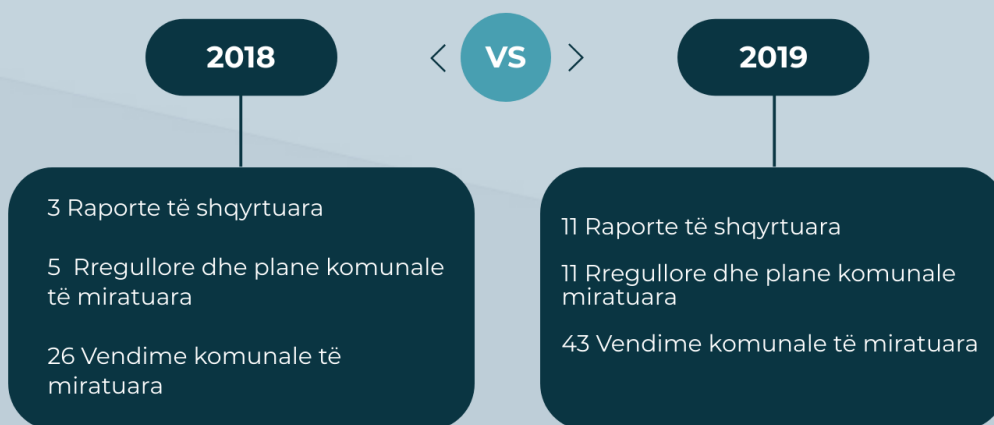 2018
VS
2019
3 Raporte të shqyrtuara
5 Rregullore dhe plane komunale
të miratuara
26 Vendime komunale të
miratuara
11 Raporte të shqyrtuara
11 Rregullore dhe plane komunale
miratuara
43 Vendime komunale të miratuara